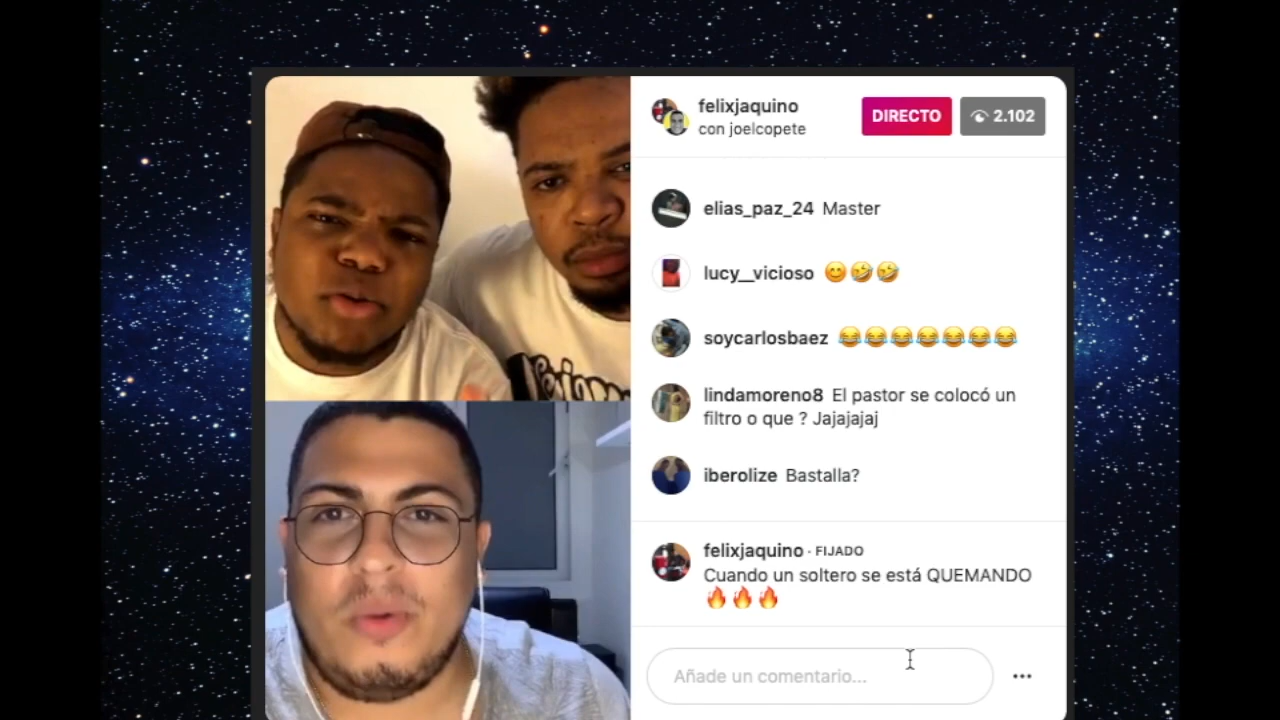 felixjaquino
con joelcopete
DIRECTO
2.102
elias_paz_24 Master
lucy__vicioso 😊🤣🤣
soycarlosbaez 😂😂😂😂😂😂😂
lindamoreno8 El pastor se colocó un
filtro o que ? Jajajajaj
iberolize Bastalla?
felixjaquino · FIJADO
Cuando un soltero se está QUEMANDO
🔥🔥🔥
Añade un comentario...